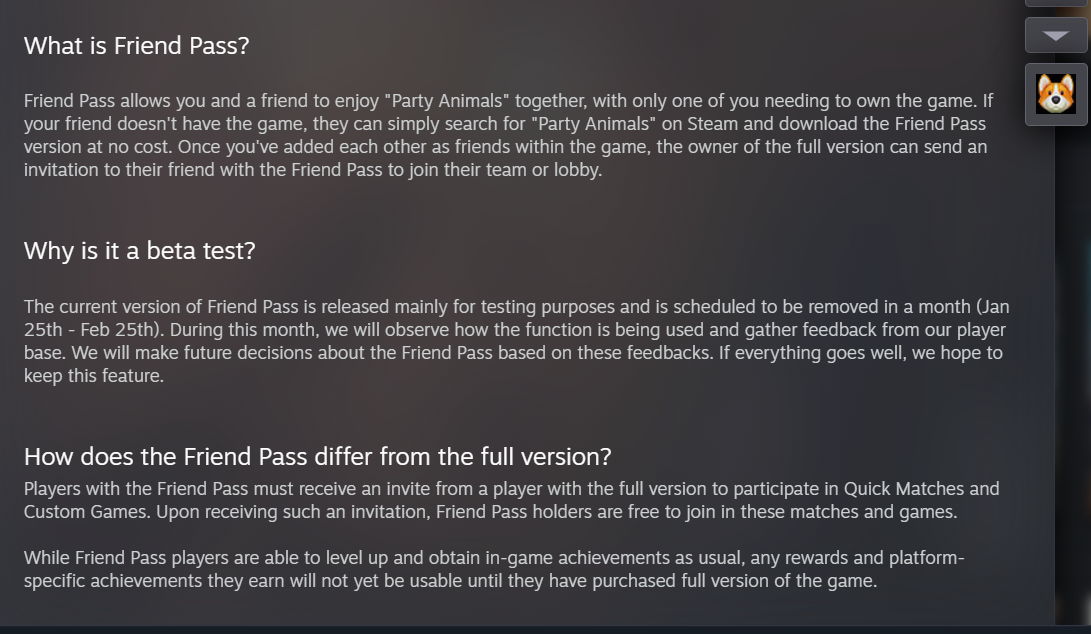 What is Friend Pass?
Friend Pass allows you and a friend to enjoy "Party Animals" together, with only one of you needing to own the game. If
your friend doesn't have the game, they can simply search for "Party Animals" on Steam and download the Friend Pass
version at no cost. Once you've added each other as friends within the game, the owner of the full version can send an
invitation to their friend with the Friend Pass to join their team or lobby.
Why is it a beta test?
The current version of Friend Pass is released mainly for testing purposes and is scheduled to be removed in a month (Jan
25th - Feb 25th). During this month, we will observe how the function is being used and gather feedback from our player
base. We will make future decisions about the Friend Pass based on these feedbacks. If everything goes well, we hope to
keep this feature.
How does the Friend Pass differ from the full version?
Players with the Friend Pass must receive an invite from a player with the full version to participate in Quick Matches and
Custom Games. Upon receiving such an invitation, Friend Pass holders are free to join in these matches and games.
While Friend Pass players are able to level up and obtain in-game achievements as usual, any rewards and platform-
specific achievements they earn will not yet be usable until they have purchased full version of the game.